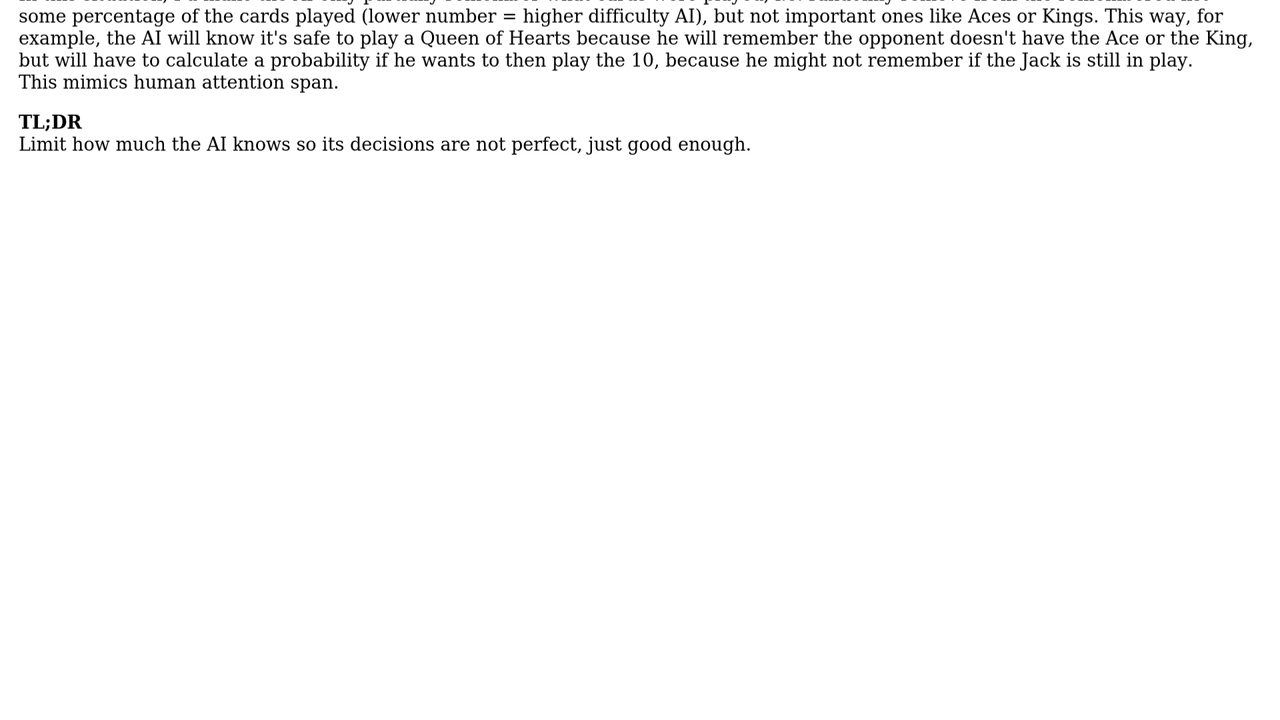 some percentage of the cards played (lower number = higher difficulty AI), but not important ones like Aces or Kings. This way, for
example, the AI will know it's safe to play a Queen of Hearts because he will remember the opponent doesn't have the Ace or the King,
but will have to calculate a probability if he wants to then play the 10, because he might not remember if the Jack is still in play.
This mimics human attention span.
TL;DR
Limit how much the AI knows so its decisions are not perfect, just good enough.